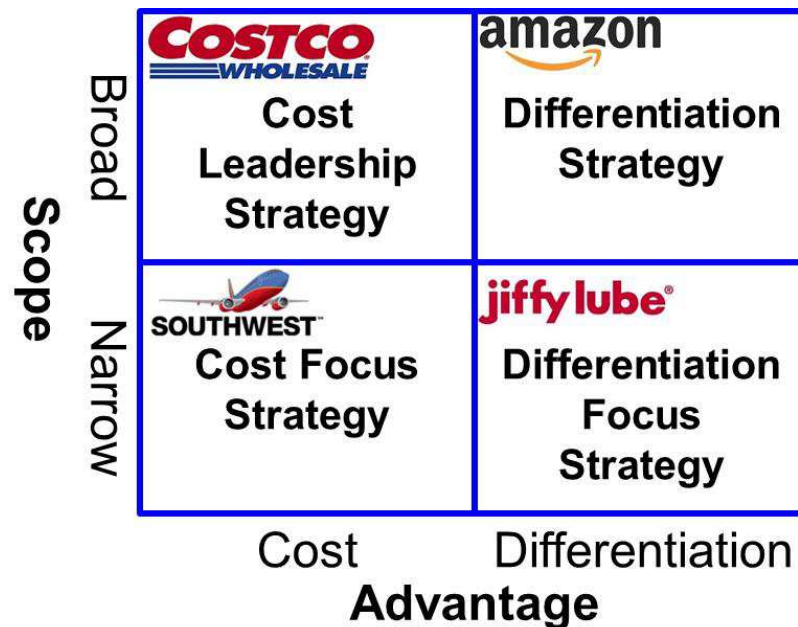 COSTCO
WHOLESALE
Cost
Leadership
Strategy
amazon
Differentiation
Strategy
SOUTHWEST™
Cost Focus
Strategy
jiffy lube®
Differentiation
Focus
Strategy
Scope
Broad
Narrow
Cost
Differentiation
Advantage